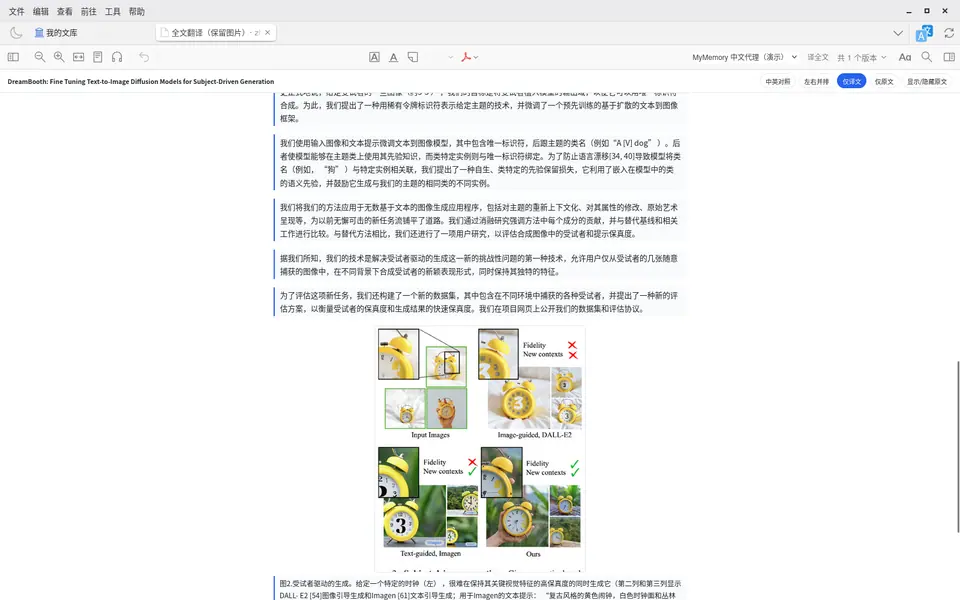 文件 编辑 查看 前往 工具 帮助
我的文库
全文翻译（保留图片） - 2
MyMemory 中文代理（演示） 译全文 共 1 个版本
DreamBooth: Fine Tuning Text-to-Image Diffusion Models for Subject-Driven Generation
中英对照 左右并排 仅译文 仅原文 显示/隐藏原文
合成。为此，我们提出了一种用稀有令牌标识符表示给定主题的技术，并微调了一个预先训练的基于扩散的文本到图像
框架。
我们使用输入图像和文本提示微调文本到图像模型，其中包含唯一标识符，后跟主题的类名（例如“A [V] dog” ）。后
者使模型能够在主题类上使用其先验知识，而类特定实例则与唯一标识符绑定。为了防止语言漂移[34, 40]导致模型将类
名（例如， “狗” ）与特定实例相关联，我们提出了一种自生、类特定的先验保留损失，它利用了嵌入在模型中的类
的语义先验，并鼓励它生成与我们的主题的相同类的不同实例。
我们将我们的方法应用于无数基于文本的图像生成应用程序，包括对主题的重新上下文化、对其属性的修改、原始艺术
呈现等，为以前无懈可击的新任务流铺平了道路。我们通过消融研究强调方法中每个成分的贡献，并与替代基线和相关
工作进行比较。与替代方法相比，我们还进行了一项用户研究，以评估合成图像中的受试者和提示保真度。
据我们所知，我们的技术是解决受试者驱动的生成这一新的挑战性问题的第一种技术，允许用户仅从受试者的几张随意
捕获的图像中，在不同背景下合成受试者的新颖表现形式，同时保持其独特的特征。
为了评估这项新任务，我们还构建了一个新的数据集，其中包含在不同环境中捕获的各种受试者，并提出了一种新的评
估方案，以衡量受试者的保真度和生成结果的快速保真度。我们在项目网页上公开我们的数据集和评估协议。
Fidelity
New contexts
Input Images
Image-guided, DALL-E2
Fidelity
New contexts
Fidelity
New contexts
Text-guided, Imagen
Ours
图2.受试者驱动的生成。给定一个特定的时钟（左） ，很难在保持其关键视觉特征的高保真度的同时生成它（第二列和第三列显示
DALL- E2 [54]图像引导生成和Imagen [61]文本引导生成；用于Imagen的文本提示： “复古风格的黄色闹钟，白色时钟面和丛林